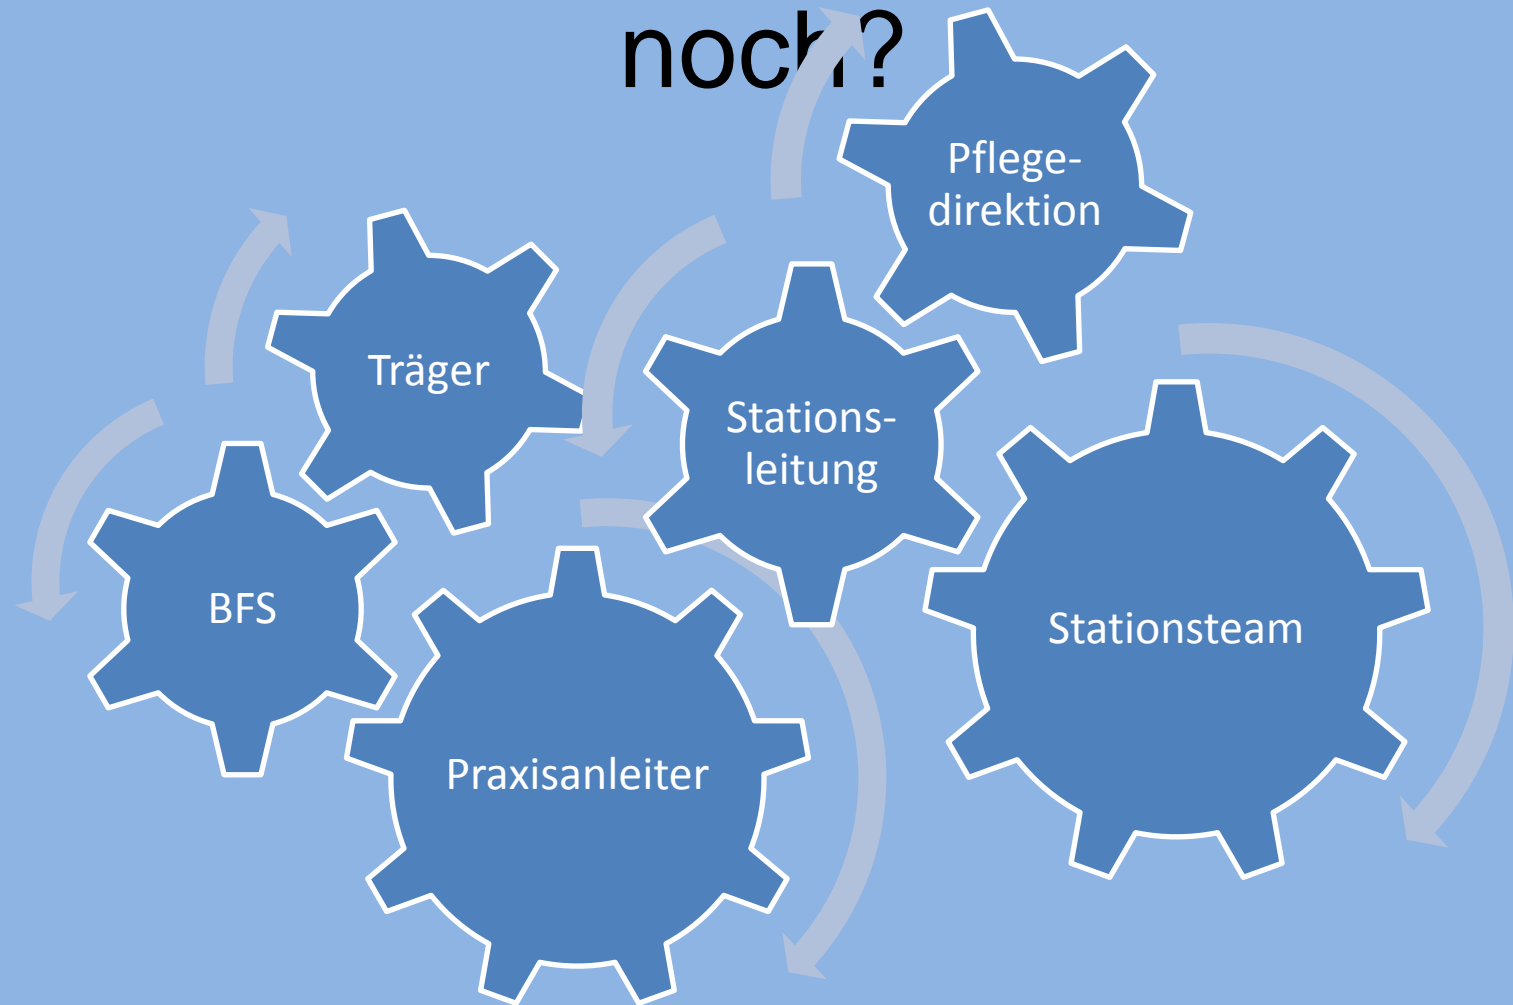 noch?
Pflege-
direktion
Träger
Stations-
leitung
BFS
Stationsteam
Praxisanleiter